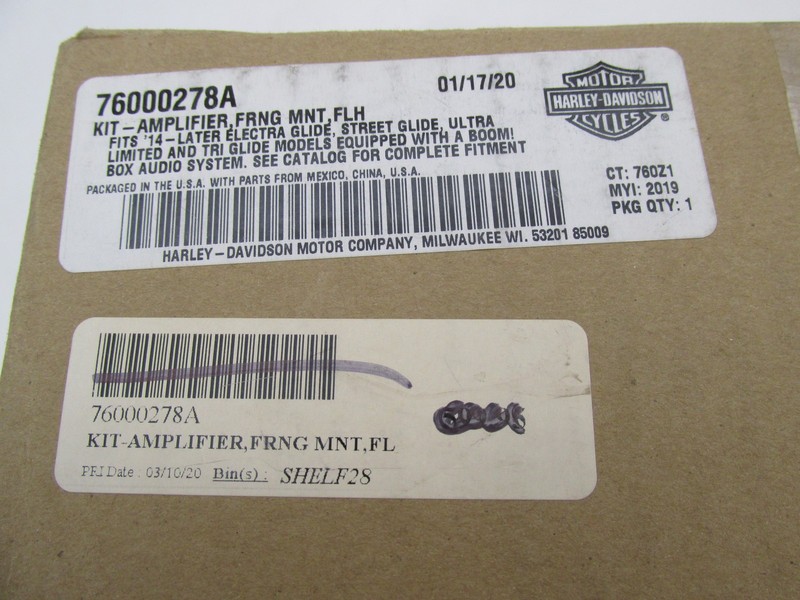 76000278A
01/17/20
KIT-AMPLIFIER,FRNG MNT,FLH
FITS '14-LATER ELECTRA GLIDE, STREET GLIDE, ULTRA
LIMITED AND TRI GLIDE MODELS EQUIPPED WITH A BOOM!
BOX AUDIO SYSTEM. SEE CATALOG FOR COMPLETE FITMENT
PACKAGED IN THE U.S.A. WITH PARTS FROM MEXICO, CHINA, U.S.A.
HARLEY-DAVIDSON MOTOR COMPANY, MILWAUKEE WI. 53201 85009
MOTOR
HARLEY-DAVIDSON
CYCLES
®
CT: 760Z1
MYI: 2019
PKG QTY: 1
76000278A
KIT-AMPLIFIER,FRNG MNT,FL
PRI Date : 03/10/20 Bin(s) : SHELF28